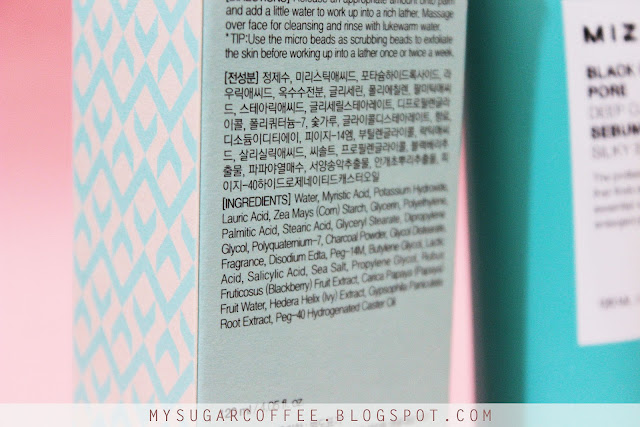 and add a little water to work up into a rich lather. Massage
over face for cleansing and rinse with lukewarm water.
*TIP:Use the micro beads as scrubbing beads to exfoliate
the skin before working up into a lather once or twice a week.
[전성분] 정제수, 미리스틱애씨드, 포타슘하이드록사이드, 라
우릭애씨드, 옥수수전분, 글리세린, 폴리에칠렌, 팔미틱애씨
드, 스테아릭애씨드, 글리세릴스테아레이트, 디프로필렌글라
이콜, 폴리쿼터늄-7, 숯가루, 글라이콜디스테아레이트, 향료,
디소듐이디티에이, 피이지-14엠, 부틸렌글라이콜, 락틱애씨
드, 살리실릭애씨드, 씨솔트, 프로필렌글라이콜, 블랙베리추
출물, 파파야열매수, 서양송악추출물, 안개초뿌리추출물, 피
이지-40하이드로제네이티드캐스터오일
[INGREDIENTS] Water, Myristic Acid, Potassium Hydroxide,
Lauric Acid, Zea Mays (Corn) Starch, Glycerin, Polyethylene,
Palmitic Acid, Stearic Acid, Glyceryl Stearate, Dipropylene
Glycol, Polyquaternium-7, Charcoal Powder, Glycol Distearate,
Fragrance, Disodium Edta, Peg-14M, Butylene Glycol, Lactic
Acid, Salicylic Acid, Sea Salt, Propylene Glycol, Rubus
Fruticosus (Blackberry) Fruit Extract, Carica Papaya (Papaya)
Fruit Water, Hedera Helix (Ivy) Extract, Gypsophila Paniculata
Root Extract, Peg-40 Hydrogenated Caster Oil
MIZ
BLACK
PORE
DEEP
SEBUM
SILKY
MYSUGARCOFFEE.BLOGSPOT.COM